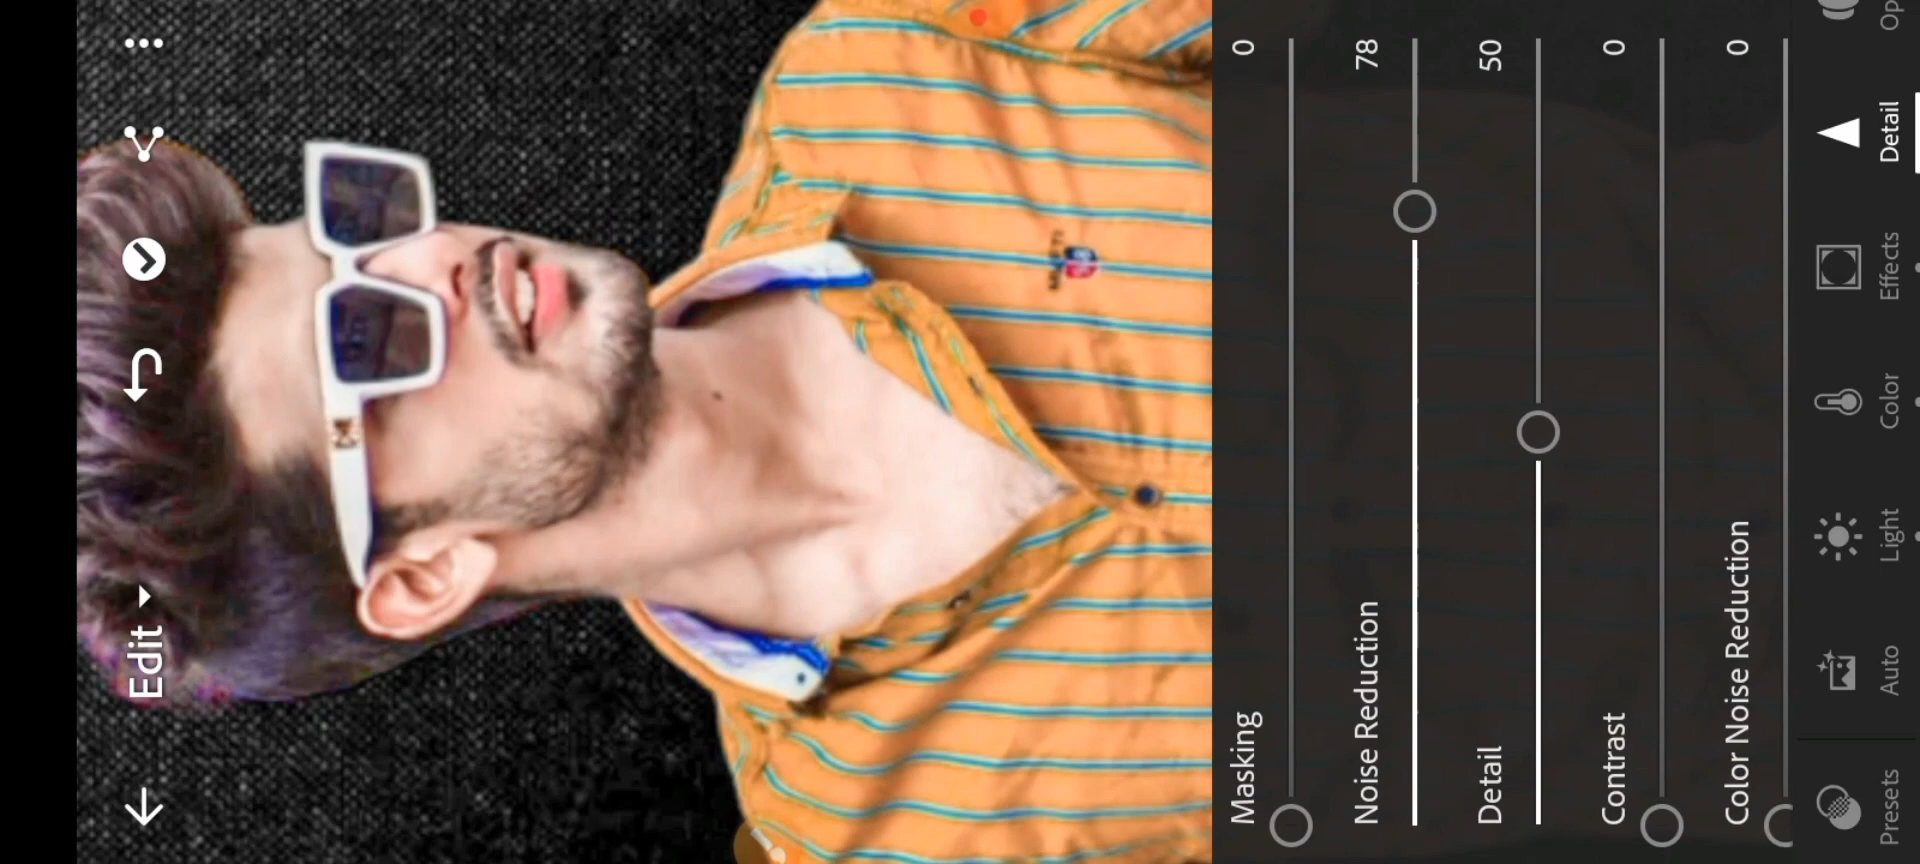 Edit
Masking 0
Noise Reduction 78
Detail 50
Contrast 0
Color Noise Reduction 0
Presets
Auto
Light
Color
Effects
Detail
Op